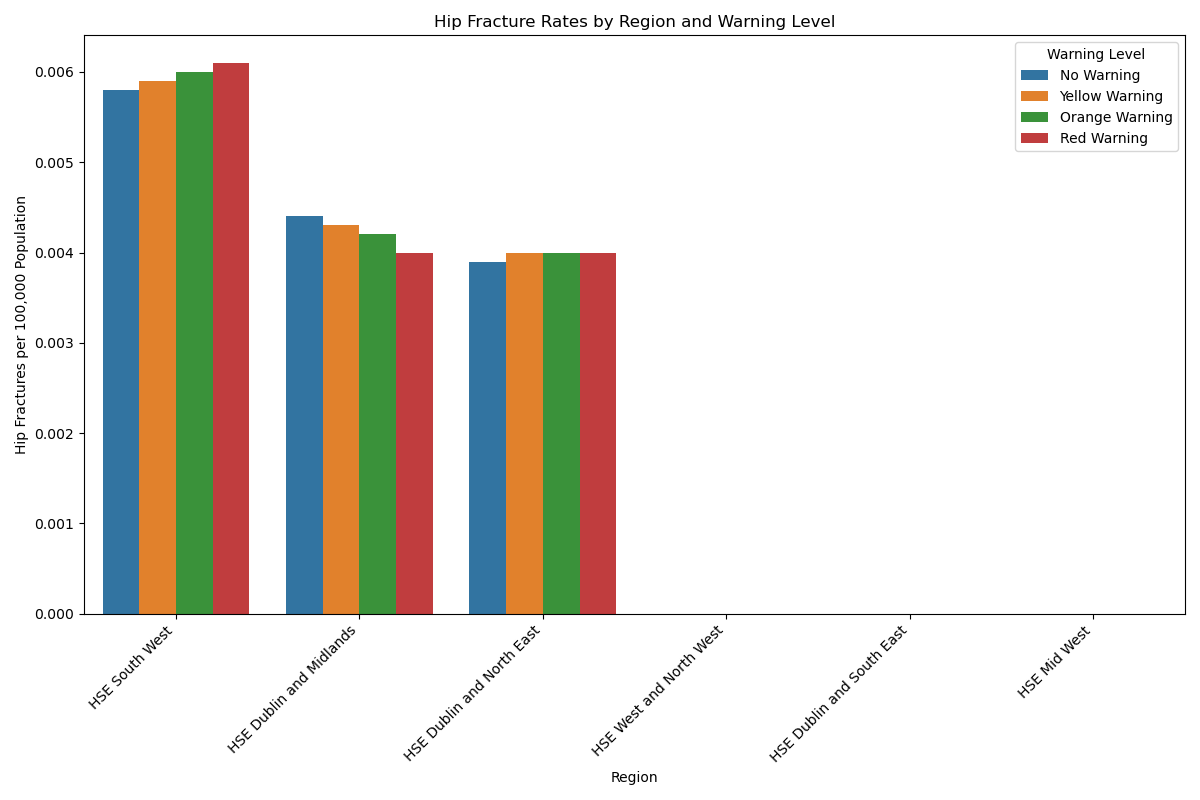 Hip Fracture Rates by Region and Warning Level
Warning Level
No Warning
Yellow Warning
Orange Warning
Red Warning
Hip Fractures per 100,000 Population
0.006
0.005
0.004
0.003
0.002
0.001
0.000
HSE South West
HSE Dublin and Midlands
HSE Dublin and North East
HSE West and North West
HSE Dublin and South East
HSE Mid West
Region